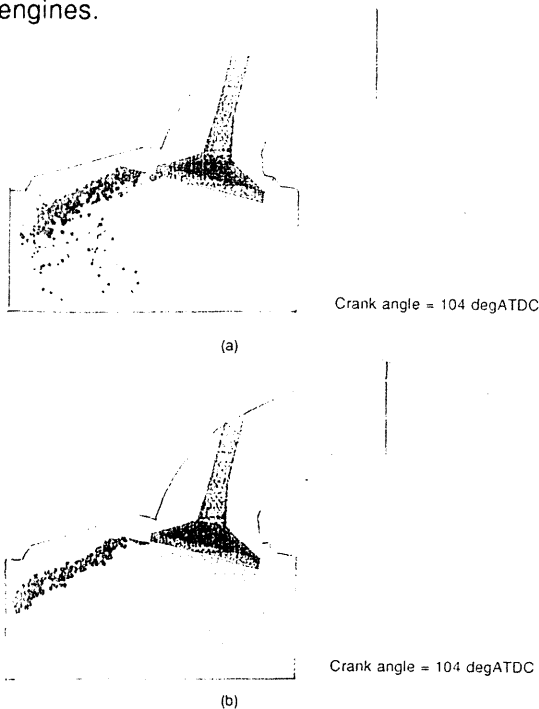 engines.
Crank angle = 104 degATDC
(a)
Crank angle = 104 degATDC
(b)